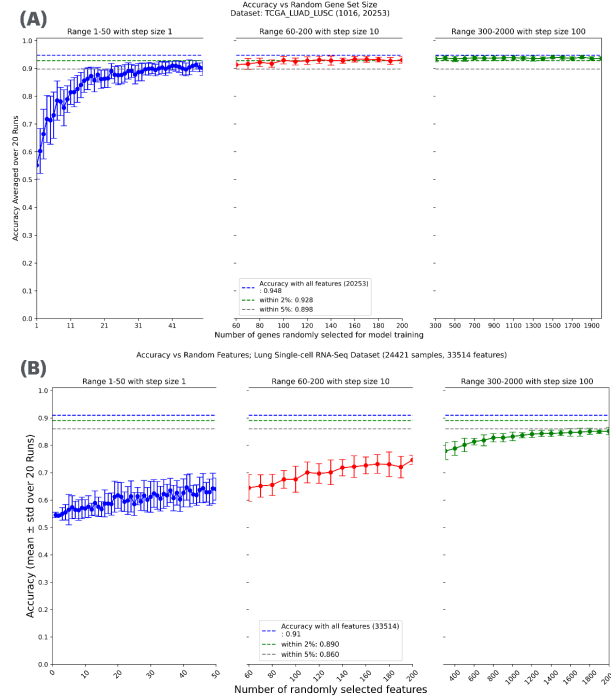 Accuracy vs Random Gene Set Size
Dataset: TCGA_LUAD_LUSC (1016, 20253)
(A)
Range 1-50 with step size 1
Range 60-200 with step size 10
Range 300-2000 with step size 100
1.0
0.9
0.8
0.7
0.6
0.5
0.4
0.3
0.2
0.1
0.0
Accuracy Averaged over 20 Runs
Accuracy with all features (20253)
: 0.948
within 2%: 0.928
within 5%: 0.898
1 11 21 31 41
60 80 100 120 140 160 180 200
300 500 700 900 1100 1300 1500 1700 1900
Number of genes randomly selected for model training
(B)
Accuracy vs Random Features; Lung Single-cell RNA-Seq Dataset (24421 samples, 33514 features)
Range 1-50 with step size 1
Range 60-200 with step size 10
Range 300-2000 with step size 100
1.0
0.9
0.8
0.7
0.6
0.5
0.4
0.3
0.2
0.1
0.0
Accuracy (mean ± std over 20 Runs)
Accuracy with all features (33514)
: 0.91
within 2%: 0.890
within 5%: 0.860
0 10 20 30 40 50
60 80 100 120 140 160 180 200
400 600 800 1000 1200 1400 1600 1800 2000
Number of randomly selected features